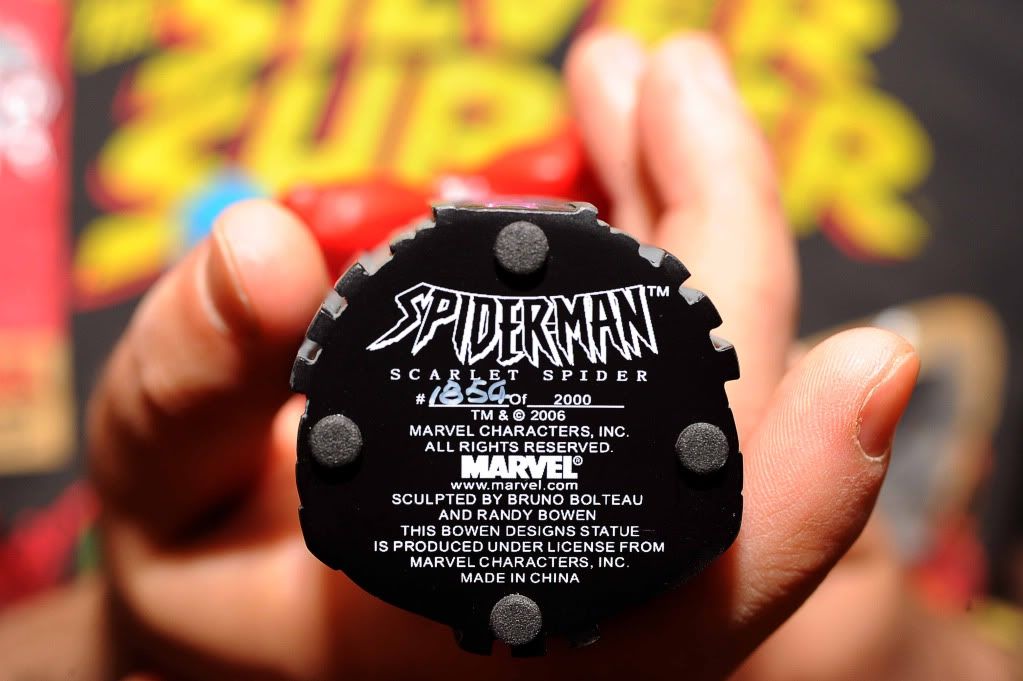 SILVER
SURFER
SPIDER-MAN™
SCARLET SPIDER
# 1854 Of 2000
TM & © 2006
MARVEL CHARACTERS, INC.
ALL RIGHTS RESERVED.
MARVEL®
www.marvel.com
SCULPTED BY BRUNO BOLTEAU
AND RANDY BOWEN
THIS BOWEN DESIGNS STATUE
IS PRODUCED UNDER LICENSE FROM
MARVEL CHARACTERS, INC.
MADE IN CHINA